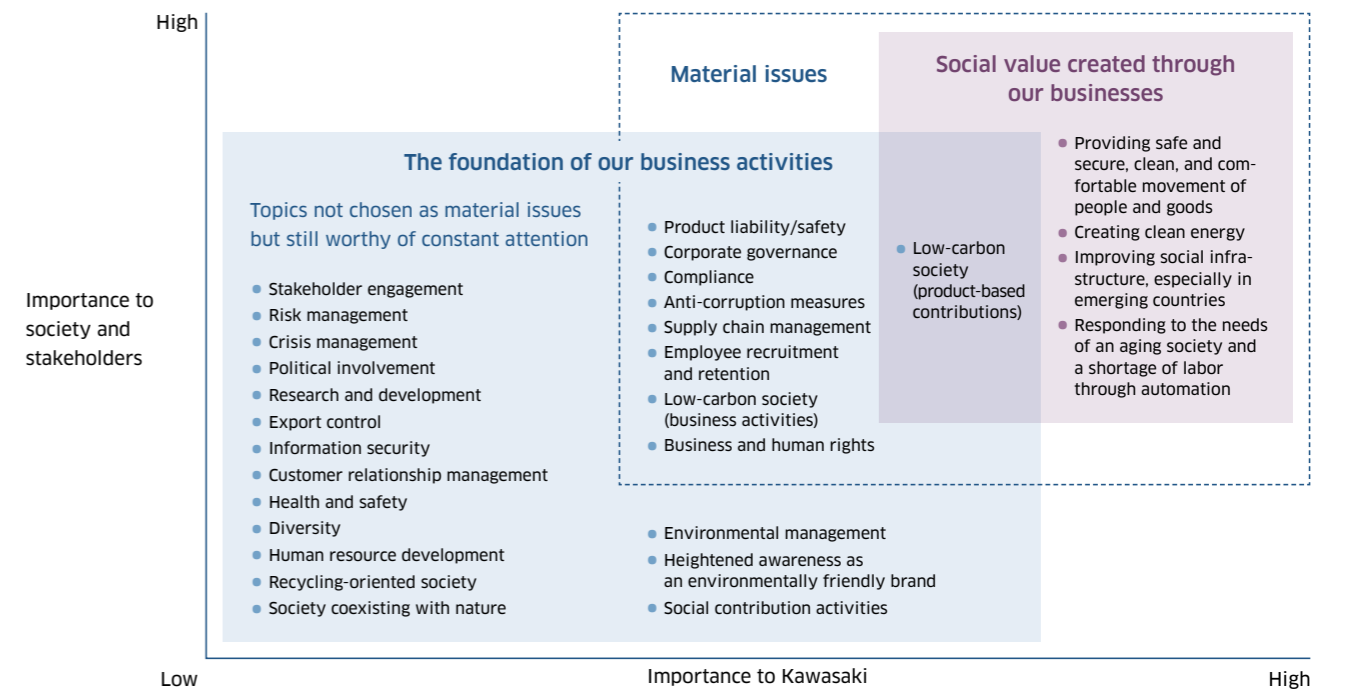 High
Material issues
Social value created through
our businesses
The foundation of our business activities
Topics not chosen as material issues
but still worthy of constant attention
Importance to
society and
stakeholders
• Stakeholder engagement
• Risk management
• Crisis management
• Political involvement
• Research and development
• Export control
• Information security
• Customer relationship management
• Health and safety
• Diversity
• Human resource development
• Recycling-oriented society
• Society coexisting with nature
• Product liability/safety
• Corporate governance
• Compliance
• Anti-corruption measures
• Supply chain management
• Employee recruitment
and retention
• Low-carbon society
(business activities)
• Business and human rights
• Environmental management
• Heightened awareness as
an environmentally friendly brand
• Social contribution activities
• Low-carbon
society
(product-based
contributions)
• Providing safe and
secure, clean, and com-
fortable movement of
people and goods
• Creating clean energy
• Improving social infra-
structure, especially in
emerging countries
• Responding to the needs
of an aging society and
a shortage of labor
through automation
Low
Importance to Kawasaki
High